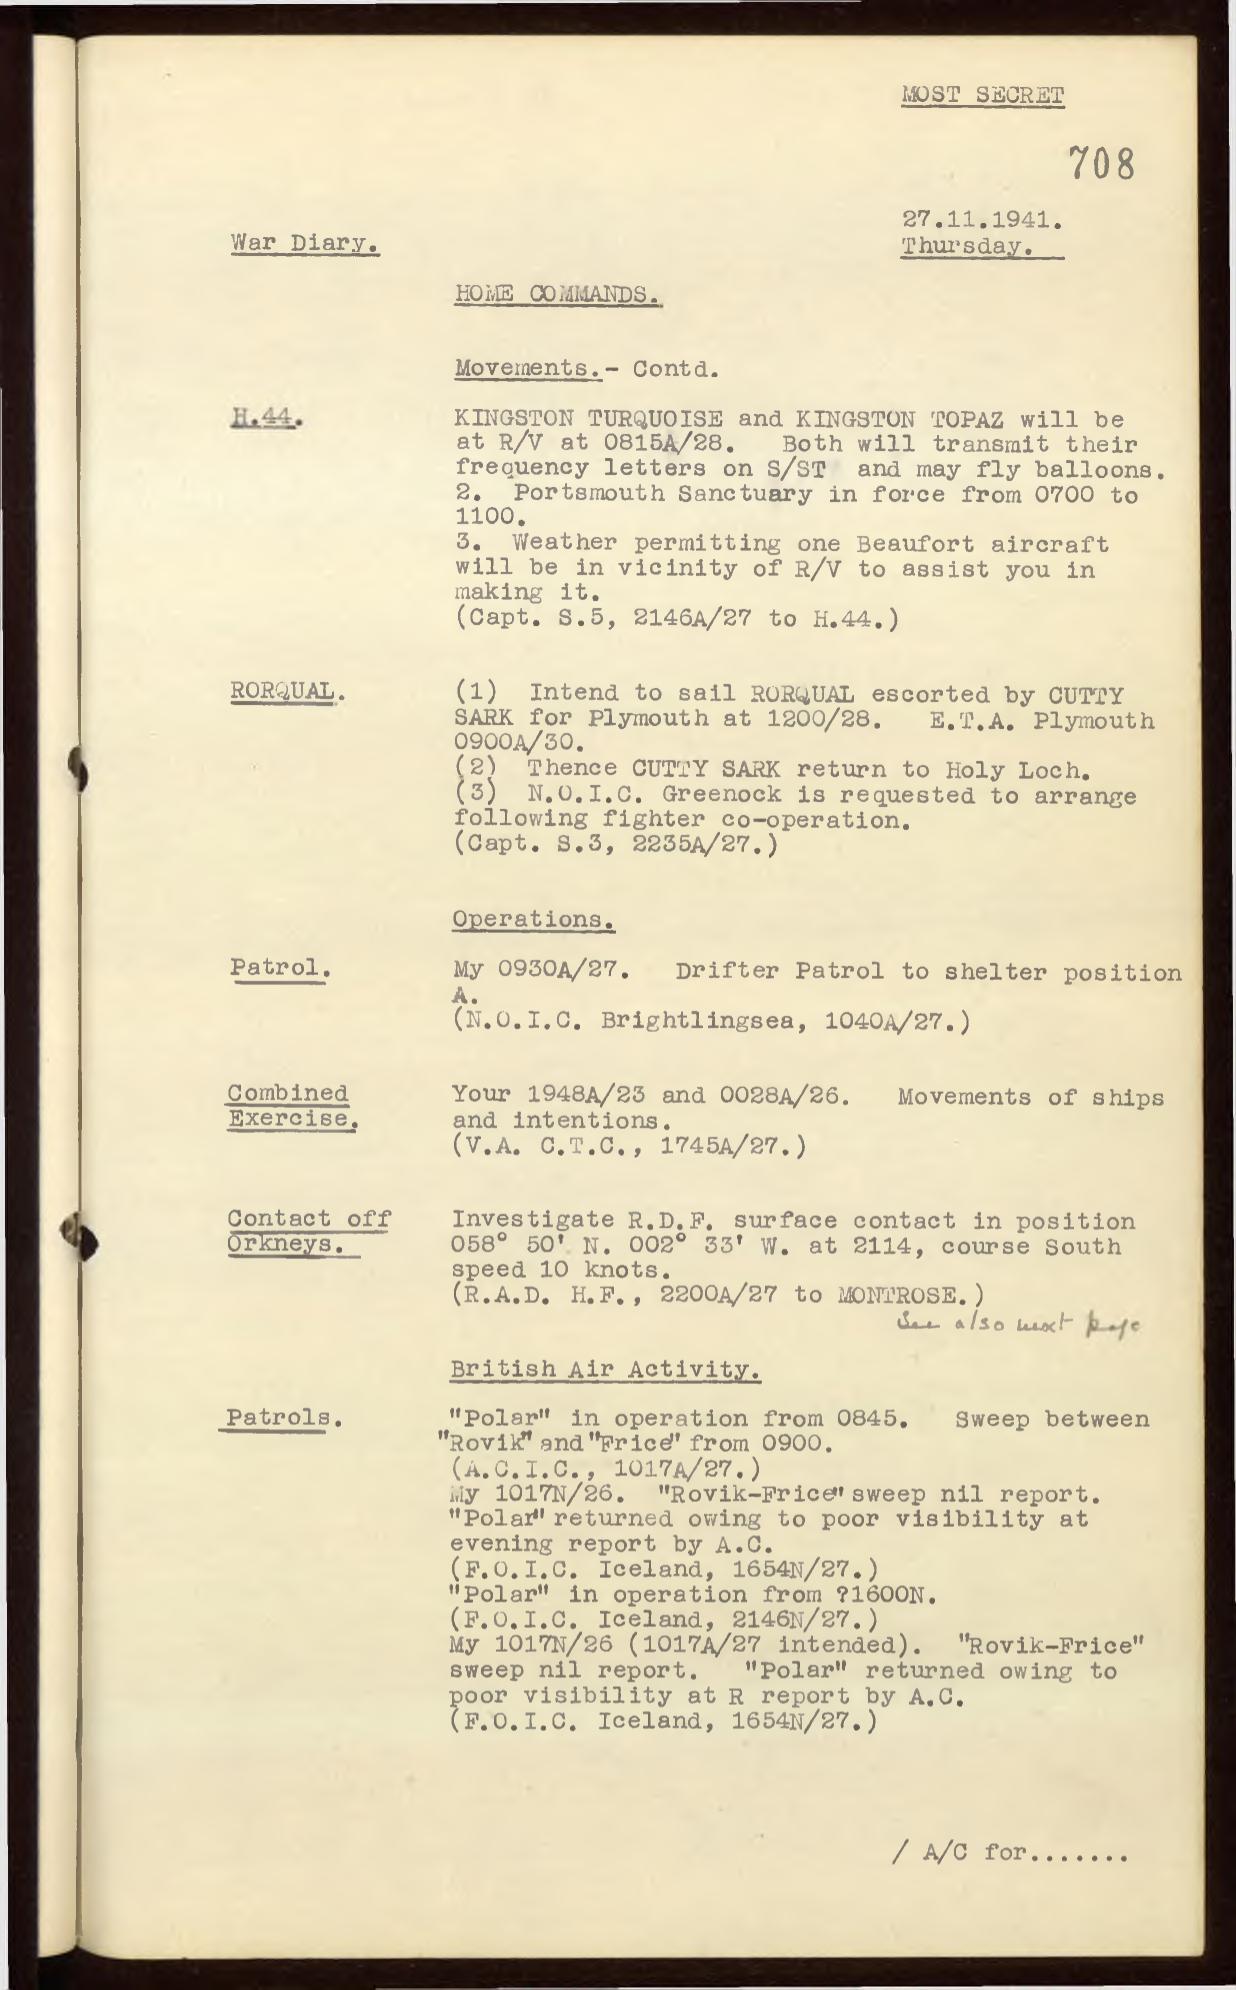 MOST SECRET
708
27.11.1941.
War Diary.
Thursday.
HOME COMMANDS.
Movements.- Contd.
H.44.
KINGSTON TURQUOISE and KINGSTON TOPAZ will be
at R/V at 0815A/28. Both will transmit their
frequency letters on S/ST and may fly balloons.
2. Portsmouth Sanctuary in force from 0700 to
1100.
3. Weather permitting one Beaufort aircraft
will be in vicinity of R/V to assist you in
making it.
(Capt. S.5, 2146A/27 to H.44.)
RORQUAL.
(1) Intend to sail RORQUAL escorted by CUTTY
SARK for Plymouth at 1200/28. E.T.A. Plymouth
0900A/30.
(2) Thence CUTTY SARK return to Holy Loch.
(3) N.O.I.C. Greenock is requested to arrange
following fighter co-operation.
(Capt. S.3, 2235A/27.)
Operations.
Patrol.
My 0930A/27. Drifter Patrol to shelter position
A.
(N.O.I.C. Brightlingsea, 1040A/27.)
Combined
Exercise.
Your 1948A/23 and 0028A/26. Movements of ships
and intentions.
(V.A. C.T.C., 1745A/27.)
Contact off
Orkneys.
Investigate R.D.F. surface contact in position
058° 50' N. 002° 33' W. at 2114, course South
speed 10 knots.
(R.A.D. H.F., 2200A/27 to MONTROSE.)
See also next page
British Air Activity.
Patrols.
"Polar" in operation from 0845. Sweep between
"Rovik" and "Frice" from 0900.
(A.C.I.C., 1017A/27.)
My 1017N/26. "Rovik-Frice" sweep nil report.
"Polar" returned owing to poor visibility at
evening report by A.C.
(F.O.I.C. Iceland, 1654N/27.)
"Polar" in operation from ?1600N.
(F.O.I.C. Iceland, 2146N/27.)
My 1017N/26 (1017A/27 intended). "Rovik-Frice"
sweep nil report. "Polar" returned owing to
poor visibility at R report by A.C.
(F.O.I.C. Iceland, 1654N/27.)
/ A/C for.......